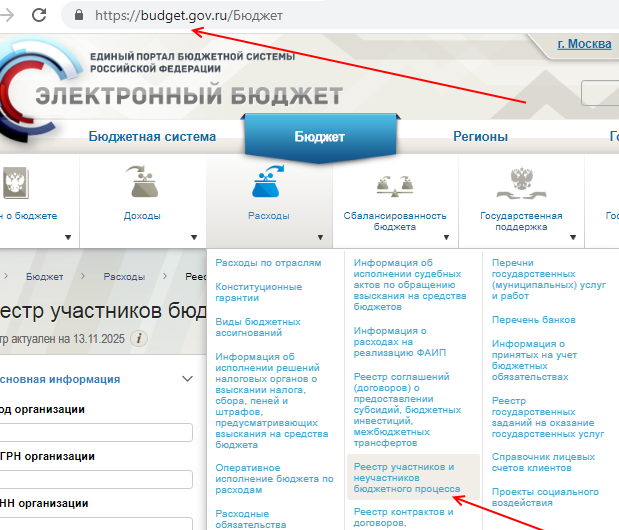 https://budget.gov.ru/Бюджет
г. Москва
ЕДИНЫЙ ПОРТАЛ БЮДЖЕТНОЙ СИСТЕМЫ
РОССИЙСКОЙ ФЕДЕРАЦИИ
ЭЛЕКТРОННЫЙ БЮДЖЕТ
Бюджетная система
Бюджет
Регионы
о бюджете
Доходы
Расходы
Сбалансированность
бюджета
Государственная
поддержка
Бюджет
Расходы
естр участников бюд
тр актуален на 13.11.2025
i
сновная информация
од организации
ГРН организации
НН организации
Расходы по отраслям
Конституционные
гарантии
Виды бюджетных
ассигнований
Информация об
исполнении решений
налоговых органов о
взыскании налога,
сбора, пеней и
штрафов,
предусматривающих
взыскания на средства
бюджета
Оперативное
исполнение бюджета по
расходам
Расходные
обязательства
Информация об
исполнении судебных
актов по обращению
взыскания на средства
бюджетов
Информация о
расходах на
реализацию ФАИП
Реестр соглашений
(договоров) о
предоставлении
субсидий, бюджетных
инвестиций,
межбюджетных
трансфертов
Реестр участников и
неучастников
бюджетного процесса
Реестр контрактов и
договоров,
Перечни
государственных
(муниципальных) услуг
и работ
Перечень банков
Информация о
принятых на учет
бюджетных
обязательствах
Реестр
государственных
заданий на оказание
государственных услуг
Справочник лицевых
счетов клиентов
Проекты социального
воздействия